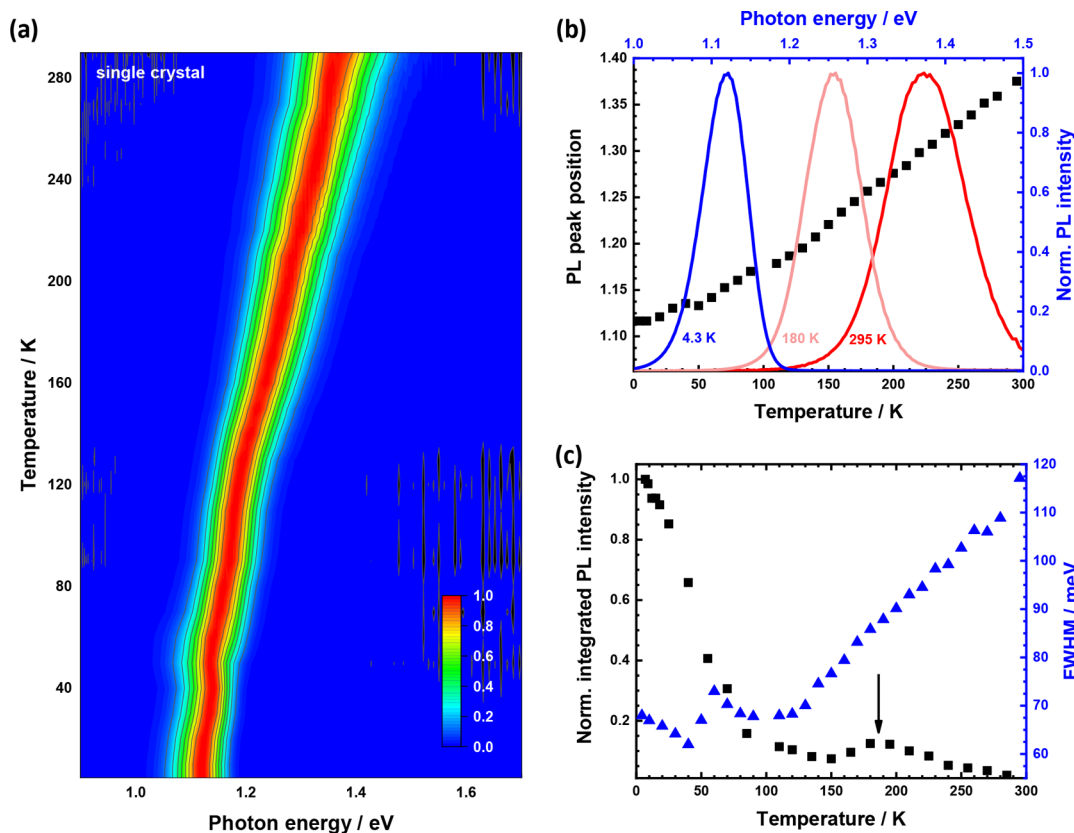 (a)
single crystal
280
240
200
160
120
80
40
Temperature / K
1.0
0.8
0.6
0.4
0.2
0.0
1.0 1.2 1.4 1.6
Photon energy / eV
(b)
Photon energy / eV
1.0 1.1 1.2 1.3 1.4 1.5
1.40
1.35
1.30
1.25
1.20
1.15
1.10
PL peak position
1.0
0.8
0.6
0.4
0.2
0.0
Norm. PL intensity
4.3 K
180 K
295 K
0 50 100 150 200 250 300
Temperature / K
(c)
1.0
0.8
0.6
0.4
0.2
Norm. integrated PL intensity
120
110
100
90
80
70
60
FWHM / meV
0 50 100 150 200 250 300
Temperature / K